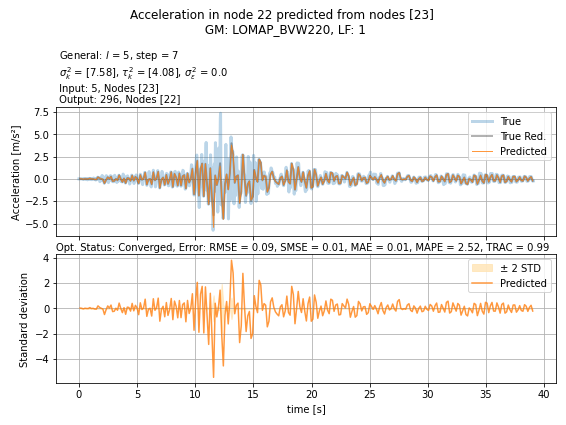 Acceleration in node 22 predicted from nodes [23]
GM: LOMAP_BVW220, LF: 1
General: l = 5, step = 7
σ²ₖ = [7.58], τ²ₖ = [4.08], σ²ₑ = 0.0
Input: 5, Nodes [23]
Output: 296, Nodes [22]
Acceleration [m/s²]
7.5
5.0
2.5
0.0
−2.5
−5.0
True
True Red.
Predicted
Opt. Status: Converged, Error: RMSE = 0.09, SMSE = 0.01, MAE = 0.01, MAPE = 2.52, TRAC = 0.99
Standard deviation
4
2
0
−2
−4
± 2 STD
Predicted
0 5 10 15 20 25 30 35 40
time [s]